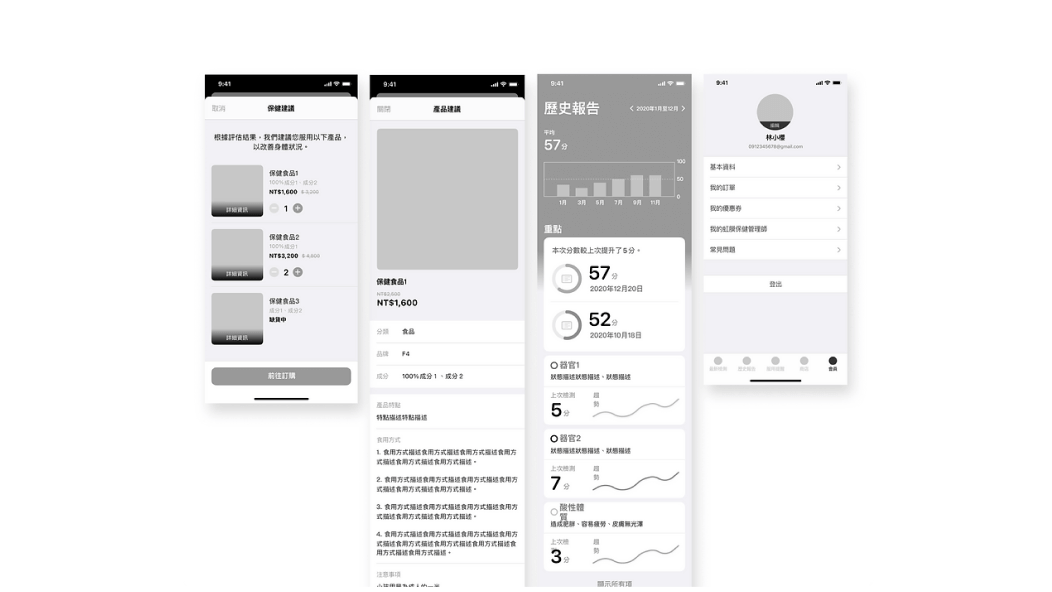 9:41
取消
保健建議
根據評估結果，我們建議您服用以下產品，
以改善身體狀況。
保健食品1
100%成分1、成分2
NT$1,600 $ 3,200
1
詳細資訊
保健食品2
100%成分1
NT$3,200 $ 4,800
2
詳細資訊
保健食品3
成分1、成分2
缺貨中
詳細資訊
前往訂購
9:41
關閉
產品建議
保健食品1
NT$1,600
分類 食品
品牌 F4
成分 100%成分 1 、成分 2
產品特點
特點描述特點描述
食用方式
1. 食用方式描述食用方式描述食用方式描述食用方
式描述食用方式描述食用方式描述。
2. 食用方式描述食用方式描述食用方式描述食用方
式描述食用方式描述食用方式描述。
3. 食用方式描述食用方式描述食用方式描述食用方
式描述食用方式描述食用方式描述。
4. 食用方式描述食用方式描述食用方式描述食用方
式描述食用方式描述食用方式描述食用方式描述食
用方式描述食用方式描述。
注意事項
9:41
歷史報告
2020年1月至12月
平均
57分
100
50
0
1月 3月 5月 7月 9月 11月
重點
本次分數較上次提升了 5 分。
57分
2020年12月20日
52分
2020年10月18日
器官1
狀態描述狀態描述、狀態描述
上次檢測
5分
趨
勢
器官2
狀態描述狀態描述、狀態描述
上次檢測
7分
趨
勢
酸性體
質
造成肥胖、容易疲勞、皮膚無光澤
上次檢
3分
趨
勢
顯示所有項
9:41
編輯
林小樓
0912345678@gmail.com
基本資料
我的訂單
我的優惠券
我的虹顏保健管理師
常見問題
登出
商店
會員